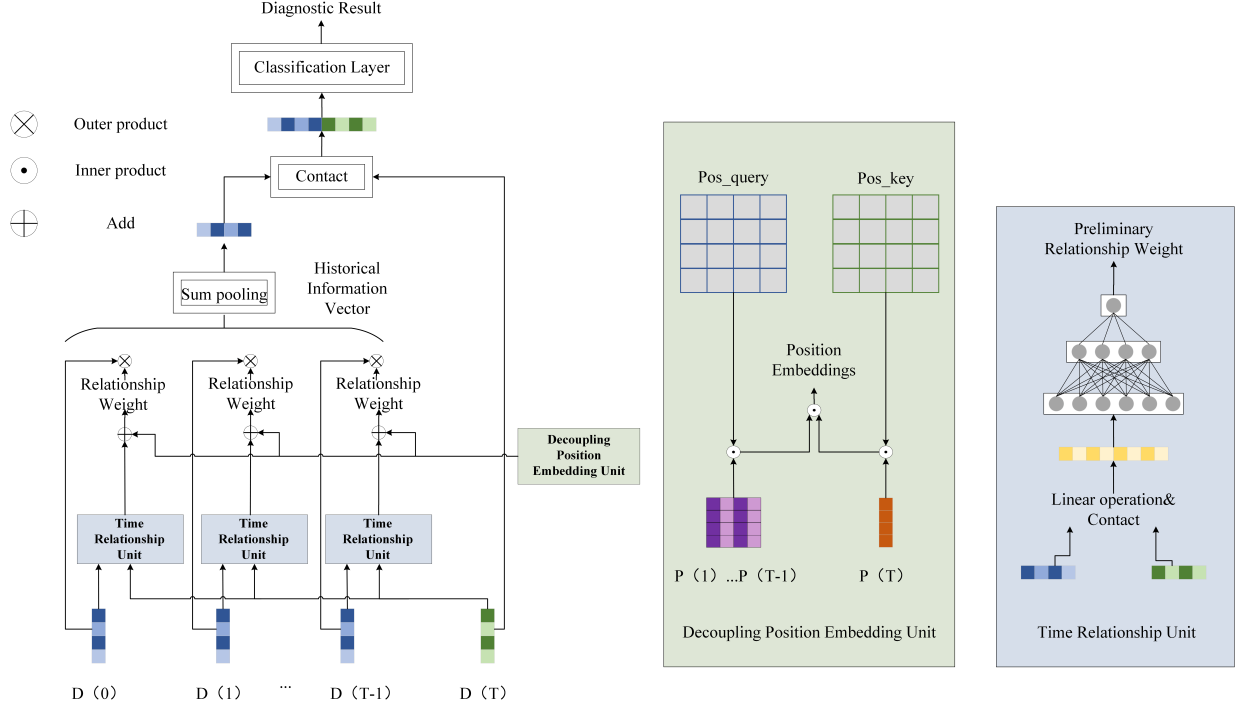 Diagnostic Result
Classification Layer
Outer product
Inner product
Contact
Add
Sum pooling
Historical
Information
Vector
Relationship
Weight
Relationship
Weight
Relationship
Weight
Decoupling
Position
Embedding Unit
Time
Relationship
Unit
Time
Relationship
Unit
Time
Relationship
Unit
D（0）
D（1）
...
D（T-1）
D（T）
Pos_query
Pos_key
Position
Embeddings
P（1）...P（T-1）
P（T）
Decoupling Position Embedding Unit
Preliminary
Relationship Weight
Linear operation&
Contact
Time Relationship Unit